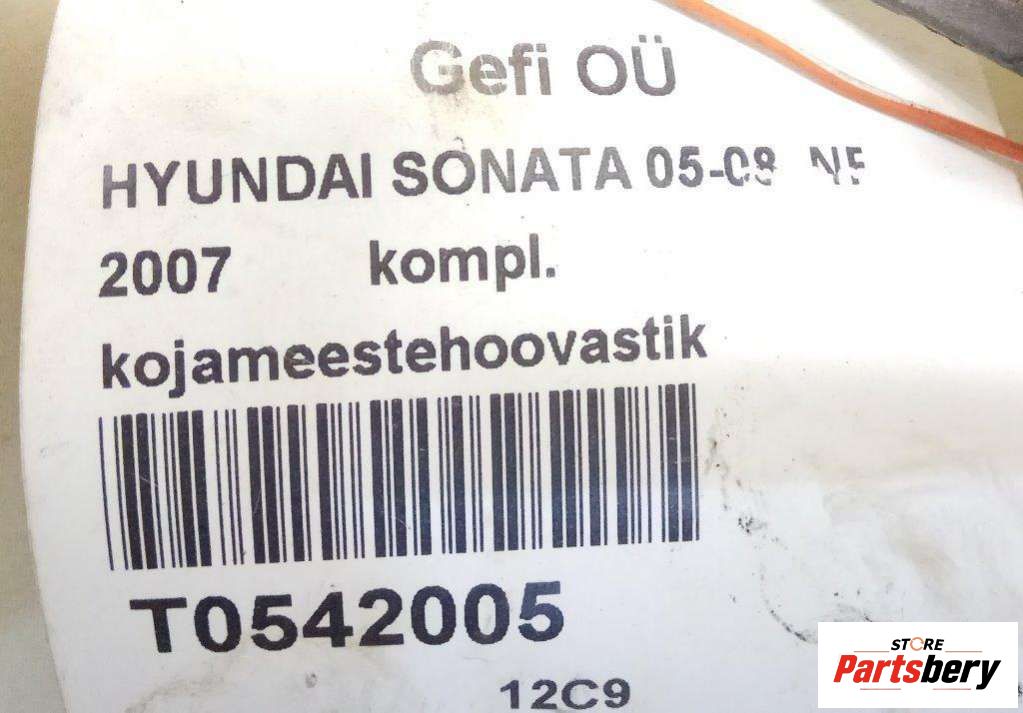 Gefi OÜ
HYUNDAI SONATA 05-08 NF
2007 kompl.
kojameestehoovastik
T0542005
12C9
STORE
Partsbery